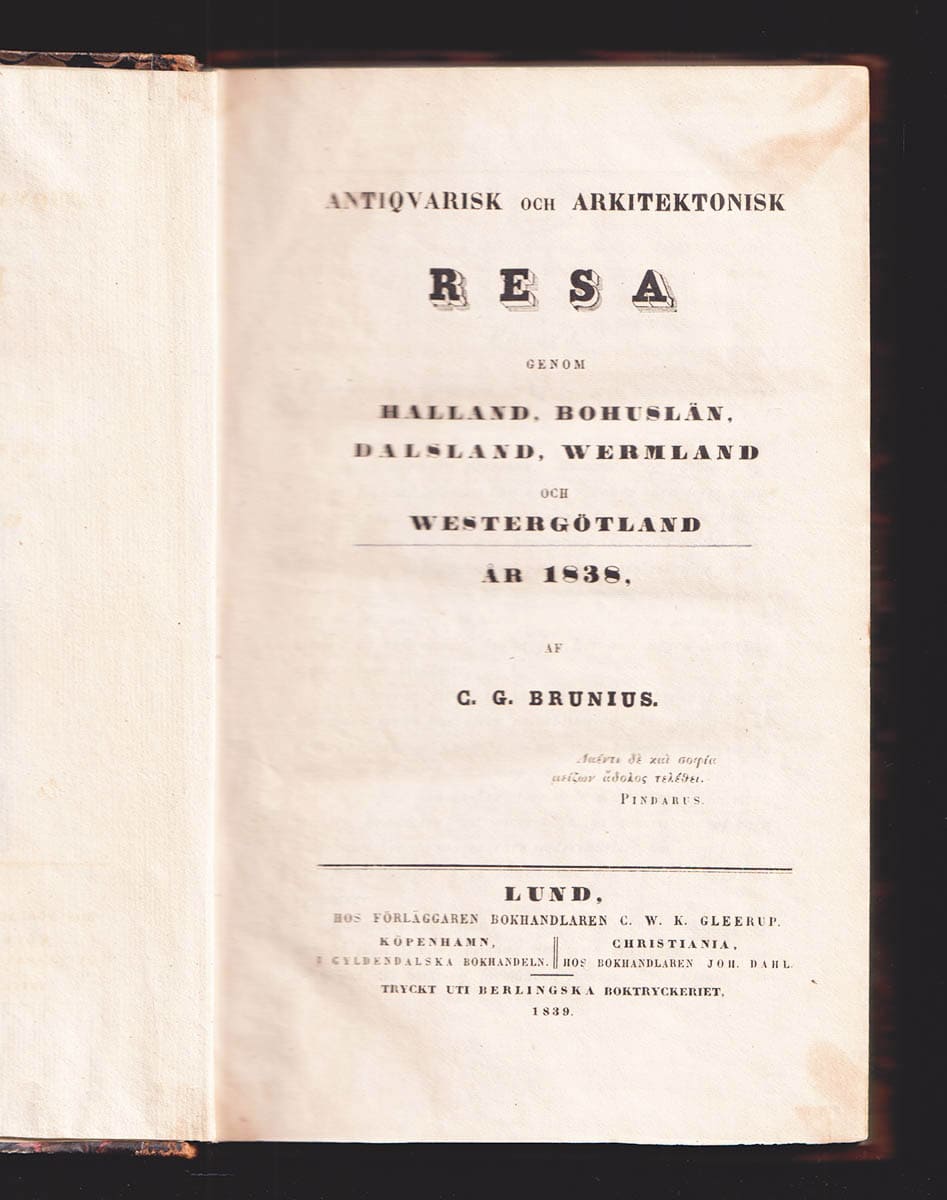 ANTIQVARISK OCH ARKITEKTONISK
RESA
GENOM
HALLAND, BOHUSLÄN,
DALSLAND, WERMLAND
OCH
WESTERGÖTLAND
ÅR 1838,
AF
C. G. BRUNIUS.
Δαέντι δὲ καὶ σοφία
μείζων ἄδολος τελέθει.
PINDARUS.
LUND,
HOS FÖRLÄGGAREN BOKHANDLAREN C. W. K. GLEERUP.
KÖPENHAMN,
I GYLDENDALSKA BOKHANDELN.
CHRISTIANIA,
HOS BOKHANDLAREN JOH. DAHL.
TRYCKT UTI BERLINGSKA BOKTRYCKERIET,
1839.